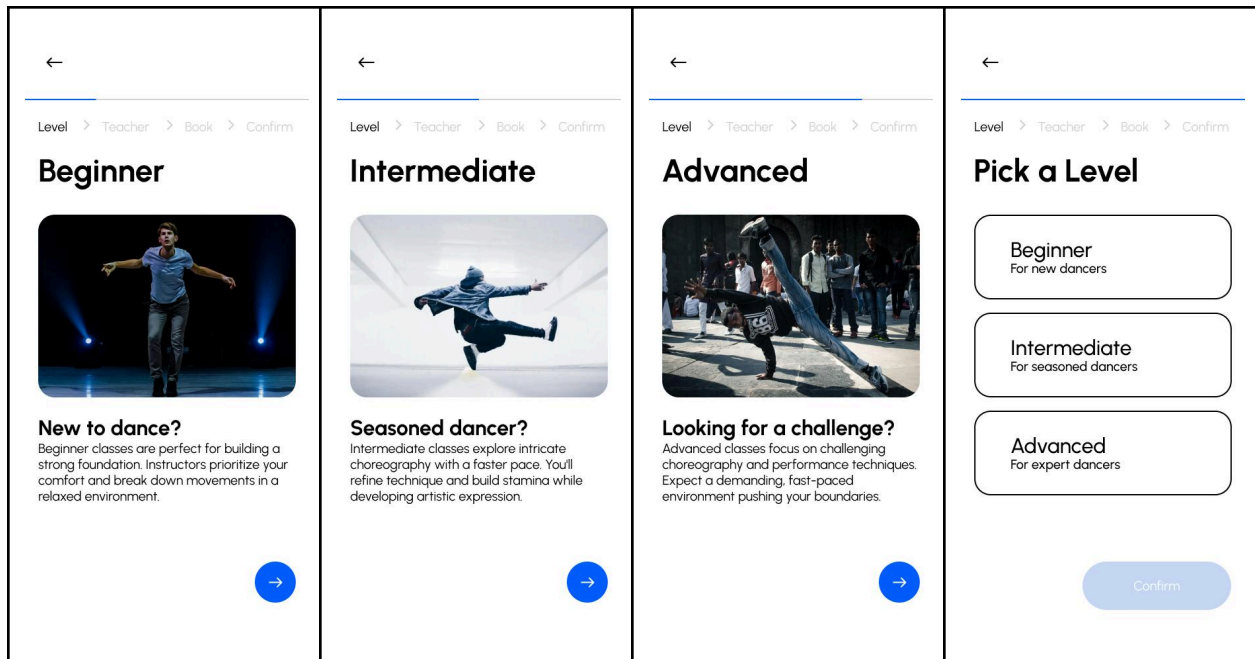 Level > Teacher > Book > Confirm
Beginner
New to dance?
Beginner classes are perfect for building a
strong foundation. Instructors prioritize your
comfort and break down movements in a
relaxed environment.
Level > Teacher > Book > Confirm
Intermediate
Seasoned dancer?
Intermediate classes explore intricate
choreography with a faster pace. You'll
refine technique and build stamina while
developing artistic expression.
Level > Teacher > Book > Confirm
Advanced
Looking for a challenge?
Advanced classes focus on challenging
choreography and performance techniques.
Expect a demanding, fast-paced
environment pushing your boundaries.
Level > Teacher > Book > Confirm
Pick a Level
Beginner
For new dancers
Intermediate
For seasoned dancers
Advanced
For expert dancers
Confirm